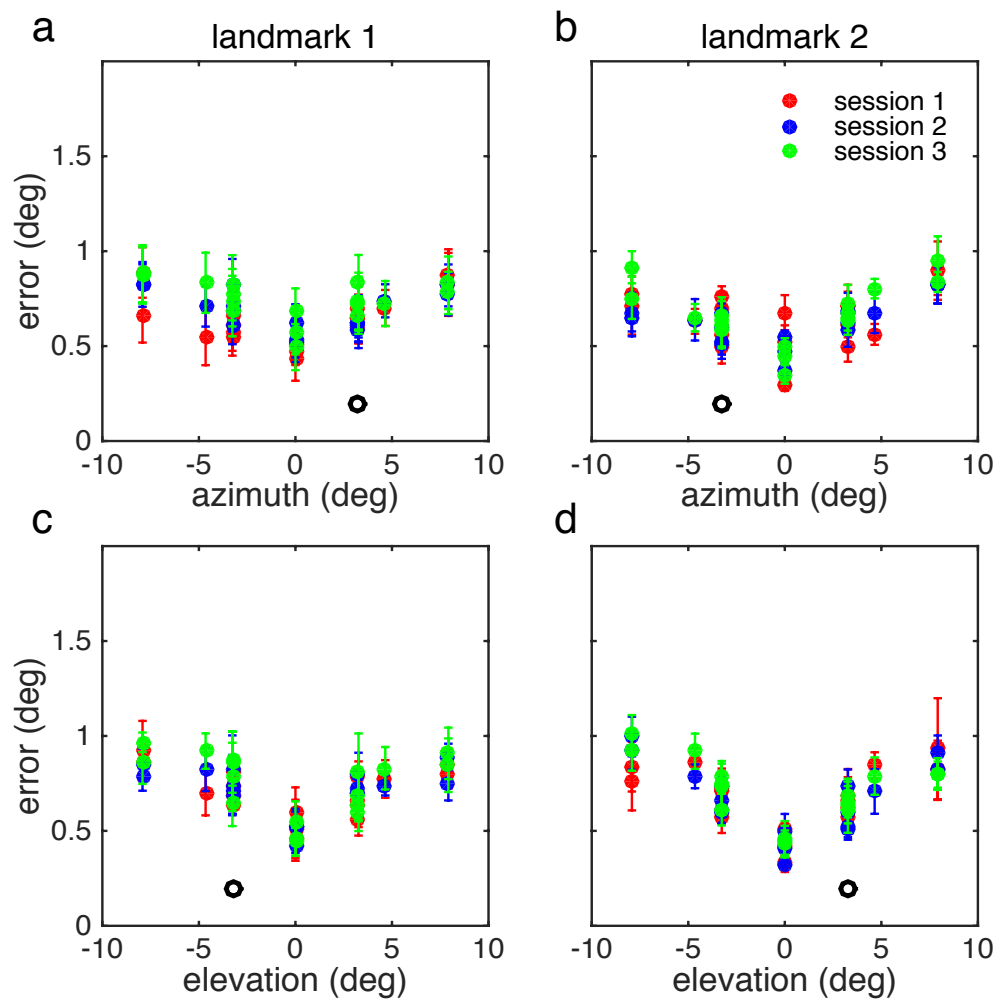 a
landmark 1
b
landmark 2
session 1
session 2
session 3
1.5
1
0.5
0
error (deg)
-10 -5 0 5 10
azimuth (deg)
-10 -5 0 5 10
azimuth (deg)
c
d
1.5
1
0.5
0
error (deg)
-10 -5 0 5 10
elevation (deg)
-10 -5 0 5 10
elevation (deg)